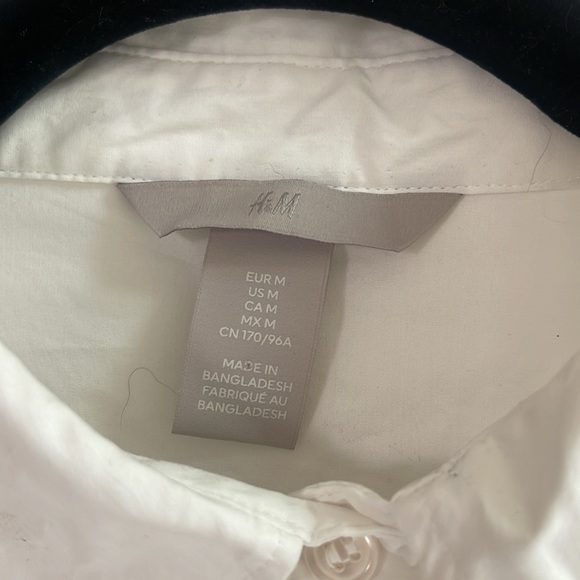 H&M
EUR M
US M
CA M
MX M
CN 170/96A
MADE IN
BANGLADESH
FABRIQUÉ AU
BANGLADESH